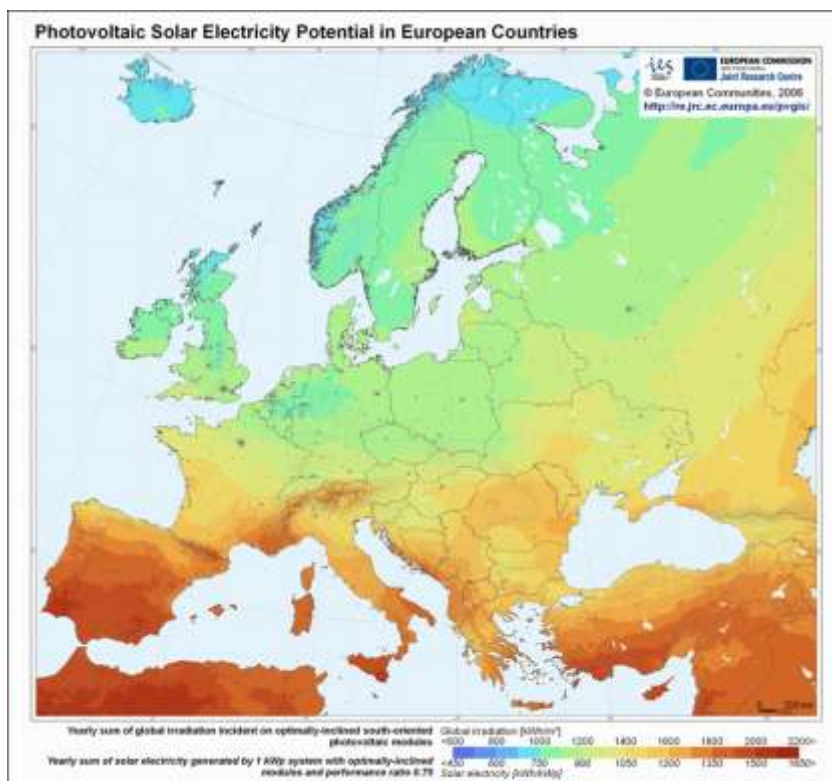 Photovoltaic Solar Electricity Potential in European Countries
EUROPEAN COMMISSION
Joint Research Centre
© European Communities, 2006
http://re.jrc.ec.europa.eu/pvgis/
Yearly sum of global irradiation incident on optimally-inclined south-oriented
photovoltaic modules
Global irradiation [kWh/m²]
<600 800 1000 1200 1400 1600 1800 2000 2200>
Yearly sum of solar electricity generated by 1 kWp system with optimally-inclined
modules and performance ratio 0.75
<450 600 750 900 1050 1200 1350 1500 1650>
Solar electricity [kWh/kWp]